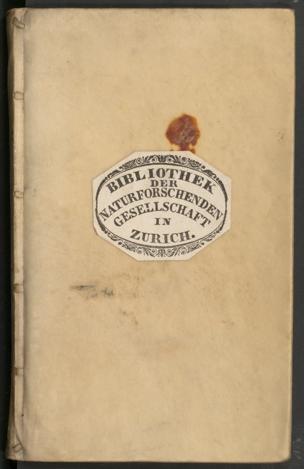 BIBLIOTHEK
DER
NATURFORSCHENDEN
GESELLSCHAFT
IN
ZURICH.